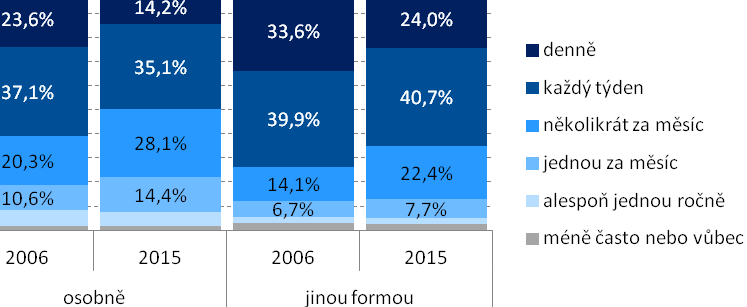 23,6% 14,2% 33,6% 24,0%
37,1% 35,1% 39,9% 40,7%
20,3% 28,1% 14,1% 22,4%
10,6% 14,4% 6,7% 7,7%
2006 2015 2006 2015
osobně jinou formou
denně
každý týden
několikrát za měsíc
jednou za měsíc
alespoň jednou ročně
méně často nebo vůbec